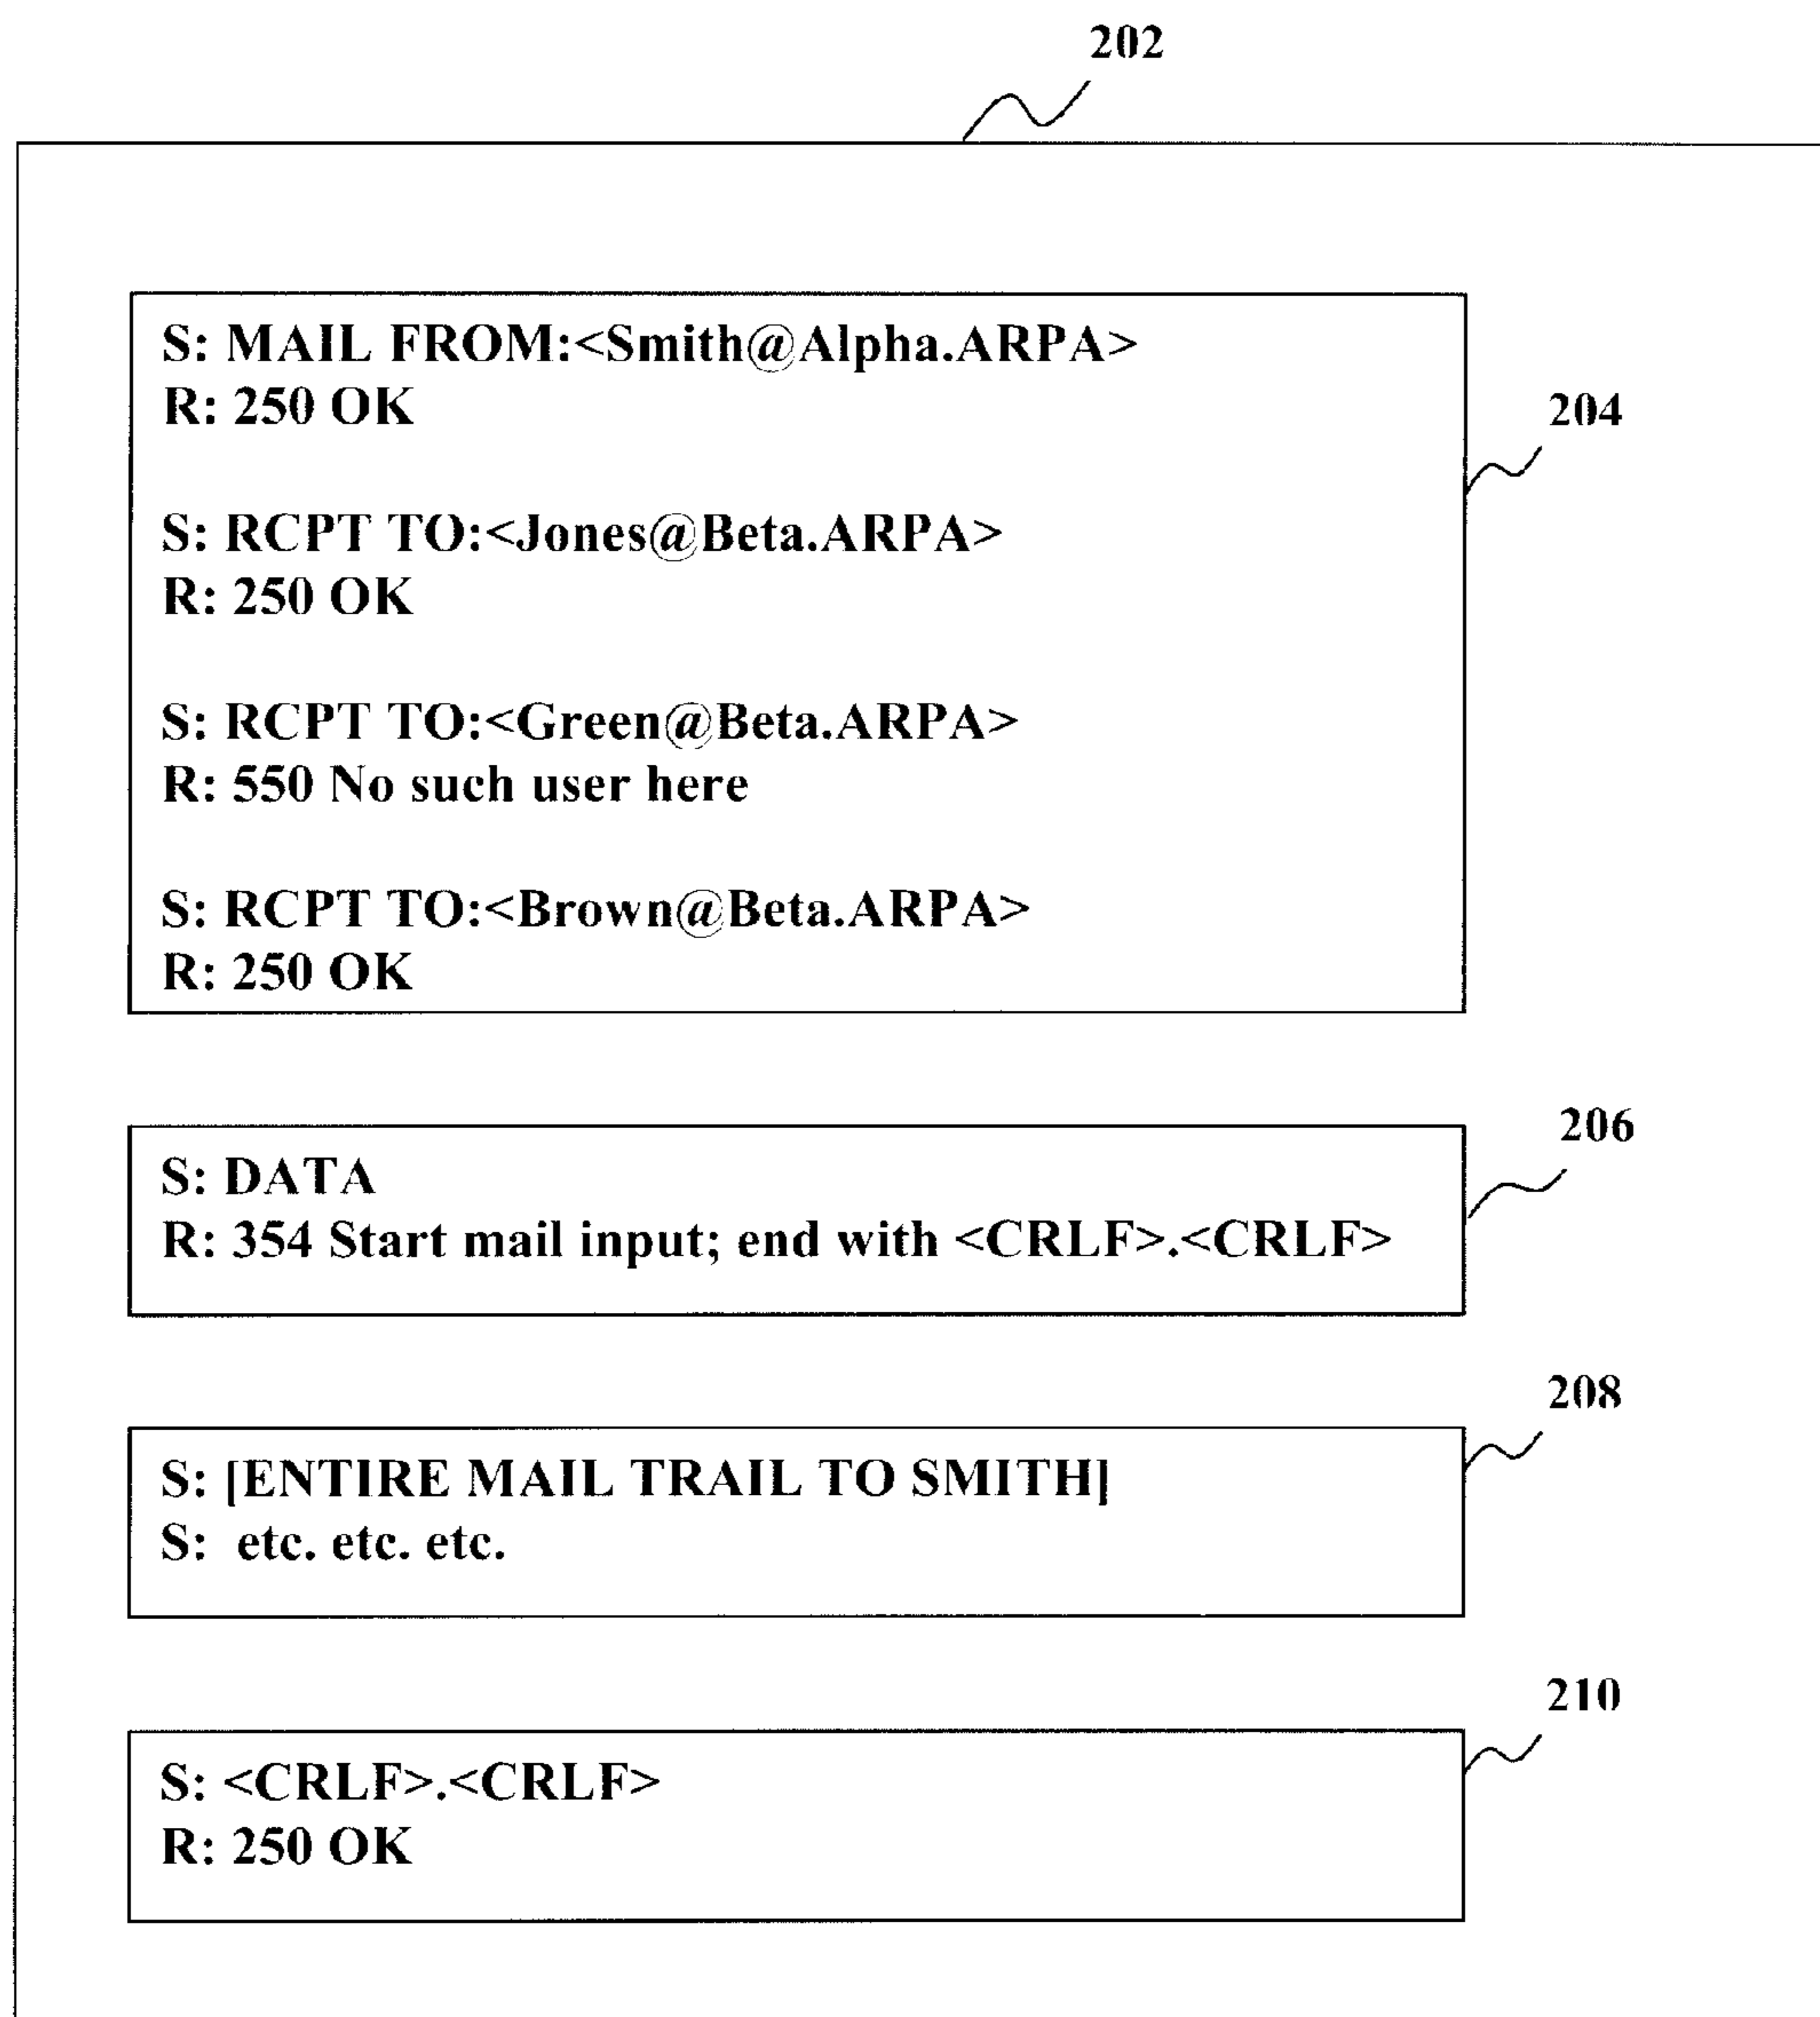 202
S: MAIL FROM:<Smith@Alpha.ARPA>
R: 250 OK
204
S: RCPT TO:<Jones@Beta.ARPA>
R: 250 OK
S: RCPT TO:<Green@Beta.ARPA>
R: 550 No such user here
S: RCPT TO:<Brown@Beta.ARPA>
R: 250 OK
206
S: DATA
R: 354 Start mail input; end with <CRLF>.<CRLF>
208
S: [ENTIRE MAIL TRAIL TO SMITH]
S: etc. etc. etc.
210
S: <CRLF>.<CRLF>
R: 250 OK